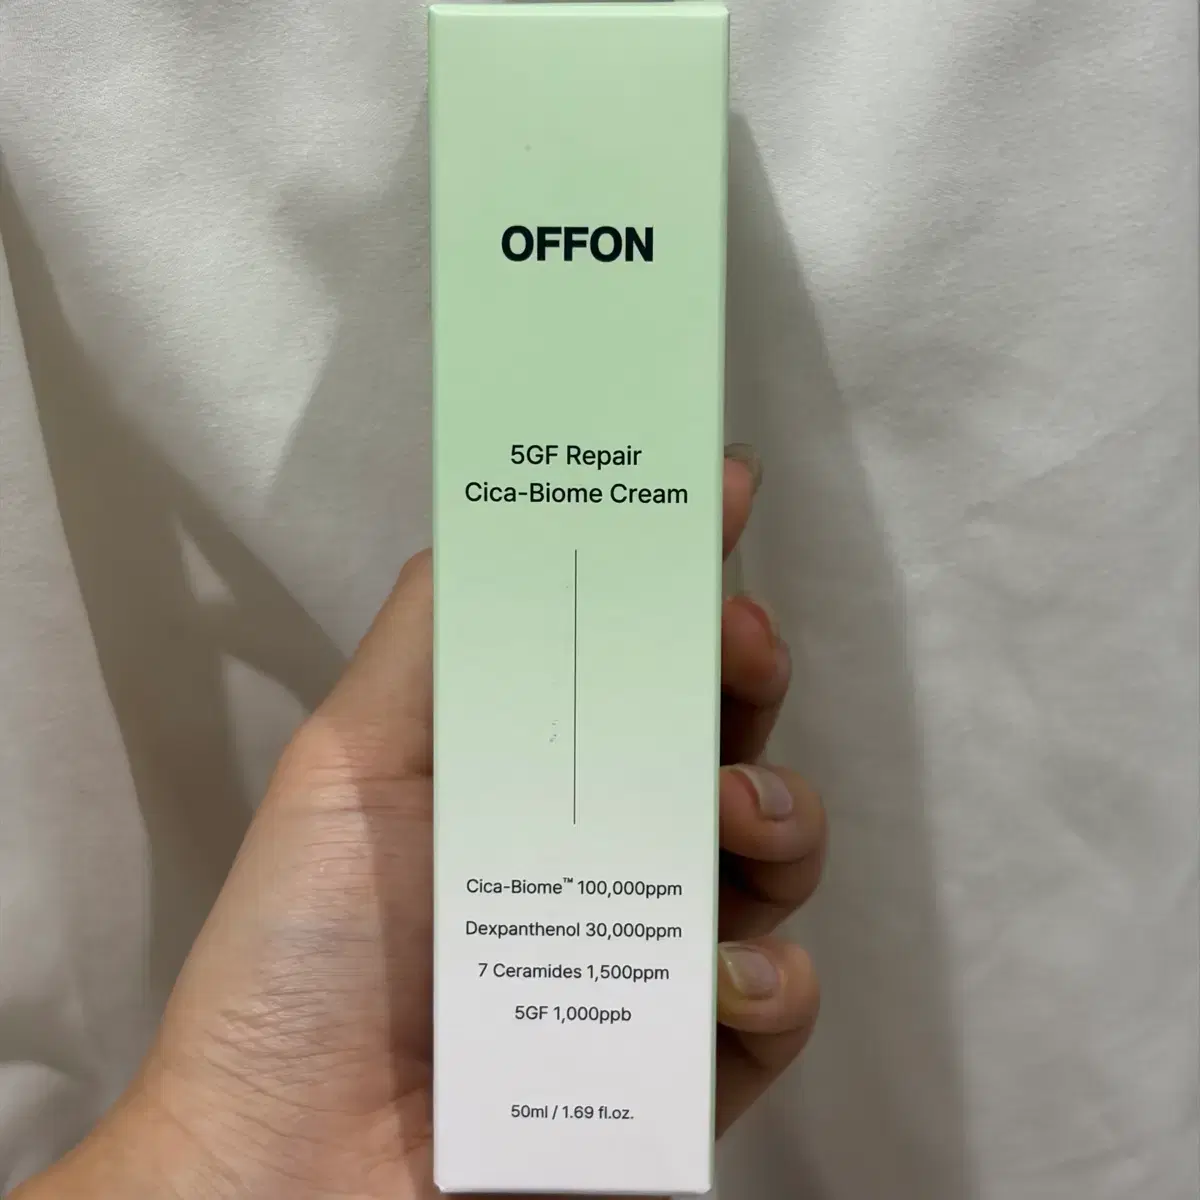 OFFON
5GF Repair
Cica-Biome Cream
Cica-Biome™ 100,000ppm
Dexpanthenol 30,000ppm
7 Ceramides 1,500ppm
5GF 1,000ppb
50ml / 1.69 fl.oz.